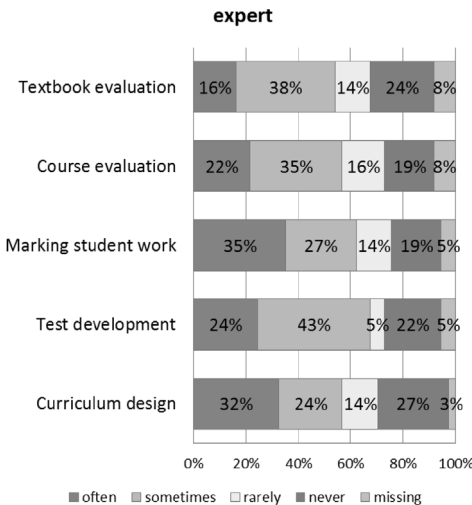 expert
Textbook evaluation 16% 38% 14% 24% 8%
Course evaluation 22% 35% 16% 19% 8%
Marking student work 35% 27% 14% 19% 5%
Test development 24% 43% 5% 22% 5%
Curriculum design 32% 24% 14% 27% 3%
0% 20% 40% 60% 80% 100%
often sometimes rarely never missing